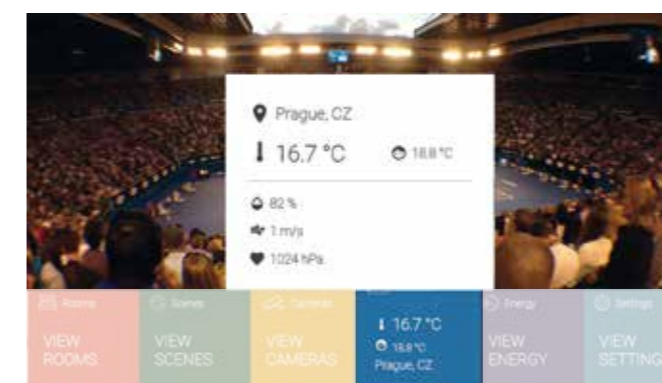 Prague, CZ
16.7 °C
18.8 °C
82 %
1 m/s
1024 hPa
Rooms
VIEW
ROOMS
Scenes
VIEW
SCENES
Cameras
VIEW
CAMERAS
16.7 °C
18.8 °C
Prague, CZ
Energy
VIEW
ENERGY
Settings
VIEW
SETTING